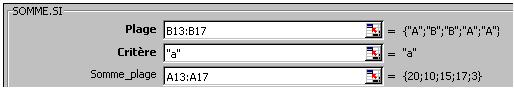 SOMME.SI
Plage B13:B17 = {"A";"B";"B";"A";"A"}
Critère "a" = "a"
Somme_plage A13:A17 = {20;10;15;17;3}